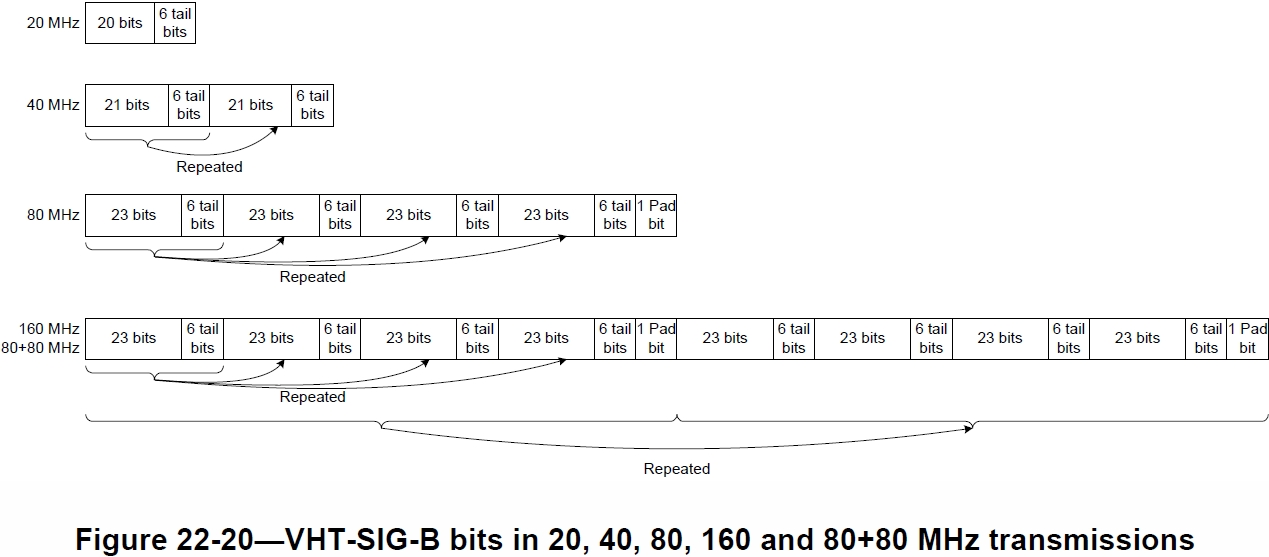 20 MHz 20 bits 6 tail bits
40 MHz 21 bits 6 tail bits 21 bits 6 tail bits
Repeated
80 MHz 23 bits 6 tail bits 23 bits 6 tail bits 23 bits 6 tail bits 23 bits 6 tail bits 1 Pad bit
Repeated
160 MHz
80+80 MHz
23 bits 6 tail bits 23 bits 6 tail bits 23 bits 6 tail bits 23 bits 6 tail bits 1 Pad bit 23 bits 6 tail bits 23 bits 6 tail bits 23 bits 6 tail bits 23 bits 6 tail bits 1 Pad bit
Repeated
Repeated
Figure 22-20—VHT-SIG-B bits in 20, 40, 80, 160 and 80+80 MHz transmissions